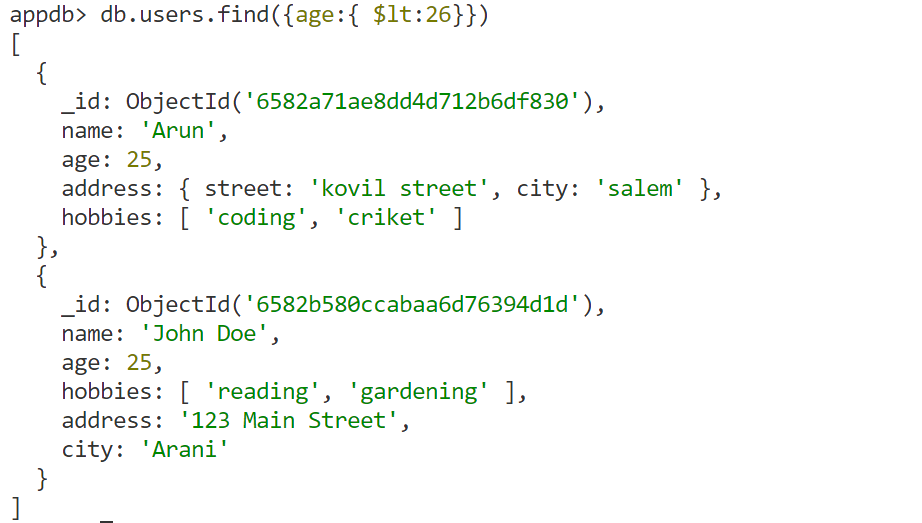 appdb> db.users.find({age:{ $lt:26}})
[
  {
    _id: ObjectId('6582a71ae8dd4d712b6df830'),
    name: 'Arun',
    age: 25,
    address: { street: 'kovil street', city: 'salem' },
    hobbies: [ 'coding', 'criket' ]
  },
  {
    _id: ObjectId('6582b580ccabaa6d76394d1d'),
    name: 'John Doe',
    age: 25,
    hobbies: [ 'reading', 'gardening' ],
    address: '123 Main Street',
    city: 'Arani'
  }
]